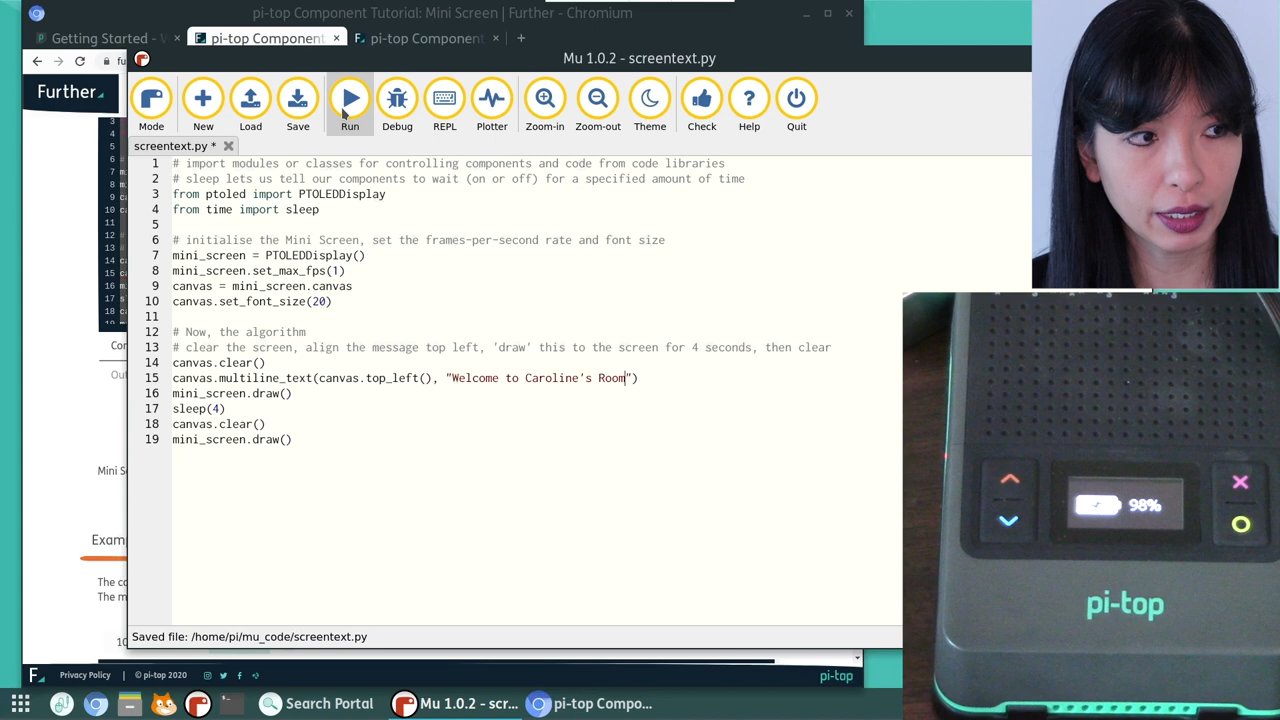 pi-top Component Tutorial: Mini Screen | Further - Chromium
Getting Started -
pi-top Component
pi-top Component
Further
Mu 1.0.2 - screentext.py
Mode
New
Load
Save
Run
Debug
REPL
Plotter
Zoom-in
Zoom-out
Theme
Check
Help
Quit
screentext.py *
1 # import modules or classes for controlling components and code from code libraries
2 # sleep lets us tell our components to wait (on or off) for a specified amount of time
3 from ptoled import PTOLEDDisplay
4 from time import sleep
5
6 # initialise the Mini Screen, set the frames-per-second rate and font size
7 mini_screen = PTOLEDDisplay()
8 mini_screen.set_max_fps(1)
9 canvas = mini_screen.canvas
10 canvas.set_font_size(20)
11
12 # Now, the algorithm
13 # clear the screen, align the message top left, 'draw' this to the screen for 4 seconds, then clear
14 canvas.clear()
15 canvas.multiline_text(canvas.top_left(), "Welcome to Caroline's Room")
16 mini_screen.draw()
17 sleep(4)
18 canvas.clear()
19 mini_screen.draw()
Mini S
Exam
The co
The m
10
Saved file: /home/pi/mu_code/screentext.py
F
Privacy Policy | © pi-top 2020
pi-top
Search Portal
Mu 1.0.2 - scr...
pi-top Compo...
98%
pi-top